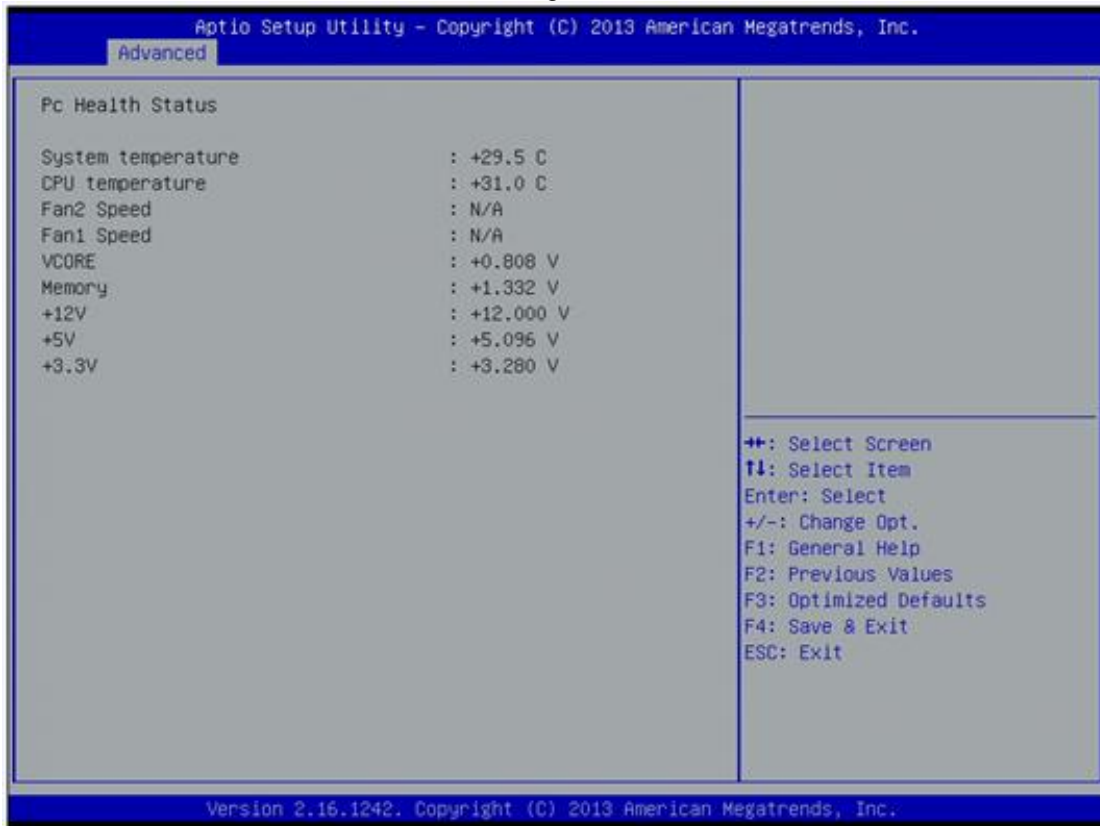 Aptio Setup Utility – Copyright (C) 2013 American Megatrends, Inc.
Advanced
Pc Health Status
System temperature : +29.5 C
CPU temperature : +31.0 C
Fan2 Speed : N/A
Fan1 Speed : N/A
VCORE : +0.808 V
Memory : +1.332 V
+12V : +12.000 V
+5V : +5.096 V
+3.3V : +3.280 V
→←: Select Screen
↑↓: Select Item
Enter: Select
+/-: Change Opt.
F1: General Help
F2: Previous Values
F3: Optimized Defaults
F4: Save & Exit
ESC: Exit
Version 2.16.1242. Copyright (C) 2013 American Megatrends, Inc.